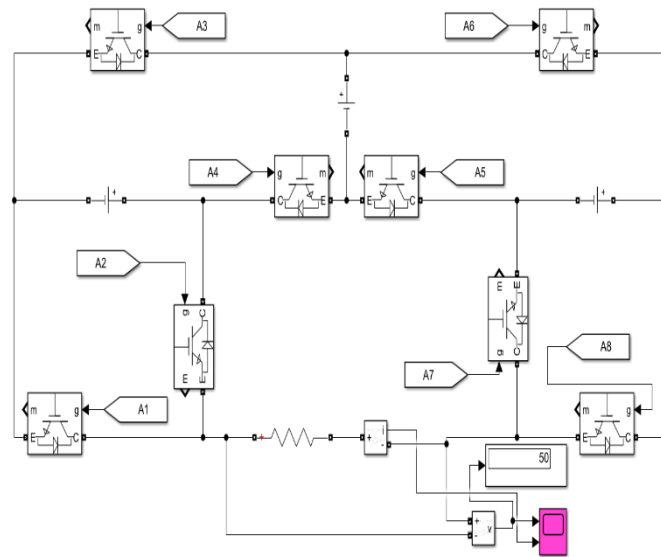 m g A3 A6 g m
E C C E
+
A4 g m m g A5
+ C E E C +
A2 m E
g C A8
m E A7 g C
m g A1 m g
E C + + i E C
-
50
+ v
-